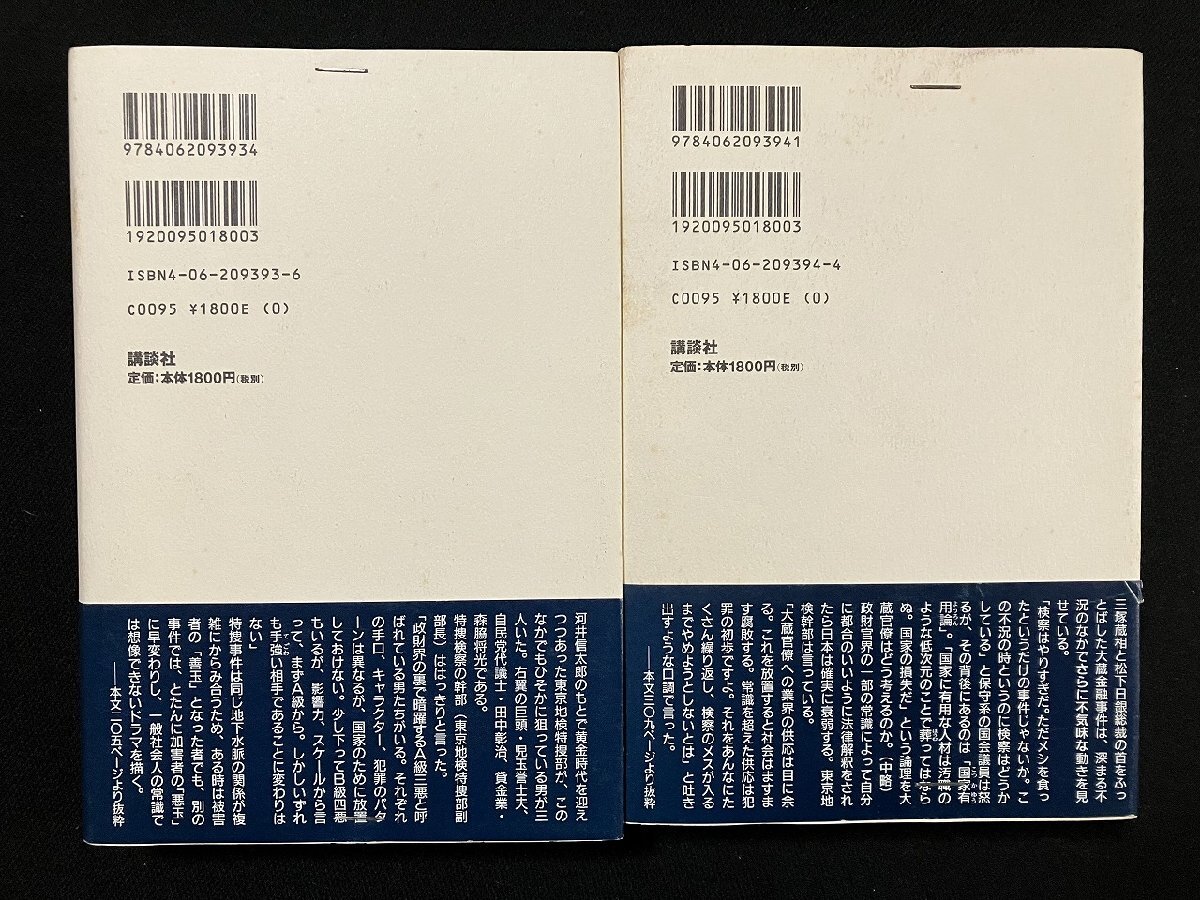 9784062093934
1920095018003
ISBN4-06-209393-6
C0095 ¥1800E (0)
講談社
定価:本体1800円(税別)
河井信太郎のもとで黄金時代を迎え
つつあった東京地検特捜部が、この
なかでもひそかに狙っている男が三
人いた。右翼の巨頭・児玉誉士夫、
自民党代議士・田中彰治、貸金業・
森脇将光である。
特捜検察の幹部(東京地検特捜部副
部長)ははっきりと言った。
「政財界の裏で暗躍するA級三悪と呼
ばれている男たちがいる。それぞれ
の手口、キャラクター、犯罪のパタ
ーンは異なるが、国家のために放置
しておけない。少し下ってB級四悪
もいるが、影響力、スケールから言
って、まずA級から。しかしいずれ
も手強い相手であることに変わりは
ない」
特捜事件は同じ地下水派の関係が複
雑にからみ合うため、ある時は被害
者の「善玉」となった者でも、別の
事件では、とたんに加害者の「悪玉」
に早変わりし、一般社会人の常識で
は想像できないドラマを描く。
——本文一〇五ページより抜粋
9784062093941
1920095018003
ISBN4-06-209394-4
C0095 ¥1800E (0)
講談社
定価:本体1800円(税別)
三塚蔵相と松下日銀総裁の首をふっ
とばした大蔵金融事件は、深まる不
況のなかでさらに不気味な動きを見
せている。
「検察はやりすぎだ。ただメシを食っ
たというだけの事件じゃないか。こ
の不況の時というのに検察はどうか
している」と保守系の国会議員は怒
るが、その背後にあるのは「国家有
用論」。「国家に有用な人材は汚職の
ような低次元のことで葬ってはなら
ぬ。国家の損失だ」という論理を大
蔵官僚はどう考えるのか。(中略)
政財官界の一部の常識によって自分
に都合のいいように法律解釈をされ
たら日本は確実に衰弱する。東京地
検幹部は言っている。
「大蔵官僚への業界の供応は目に会
る。これを放置すると社会はますま
す腐敗する。常識を超えた供応は犯
罪の初歩ですよ。それをあんなにた
くさん繰り返し、検察のメスが入る
までやめようとしないとは」と吐き
出すような口調で言った。
——本文三〇九ページより抜粋